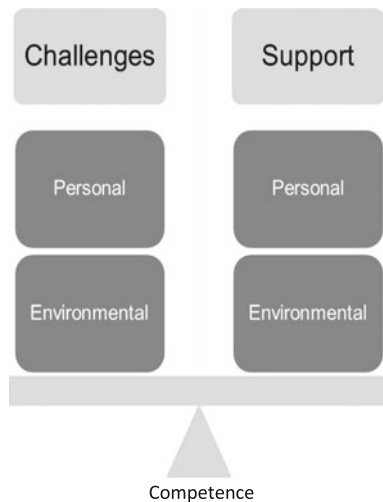 Challenges
Support
Personal
Personal
Environmental
Environmental
Competence